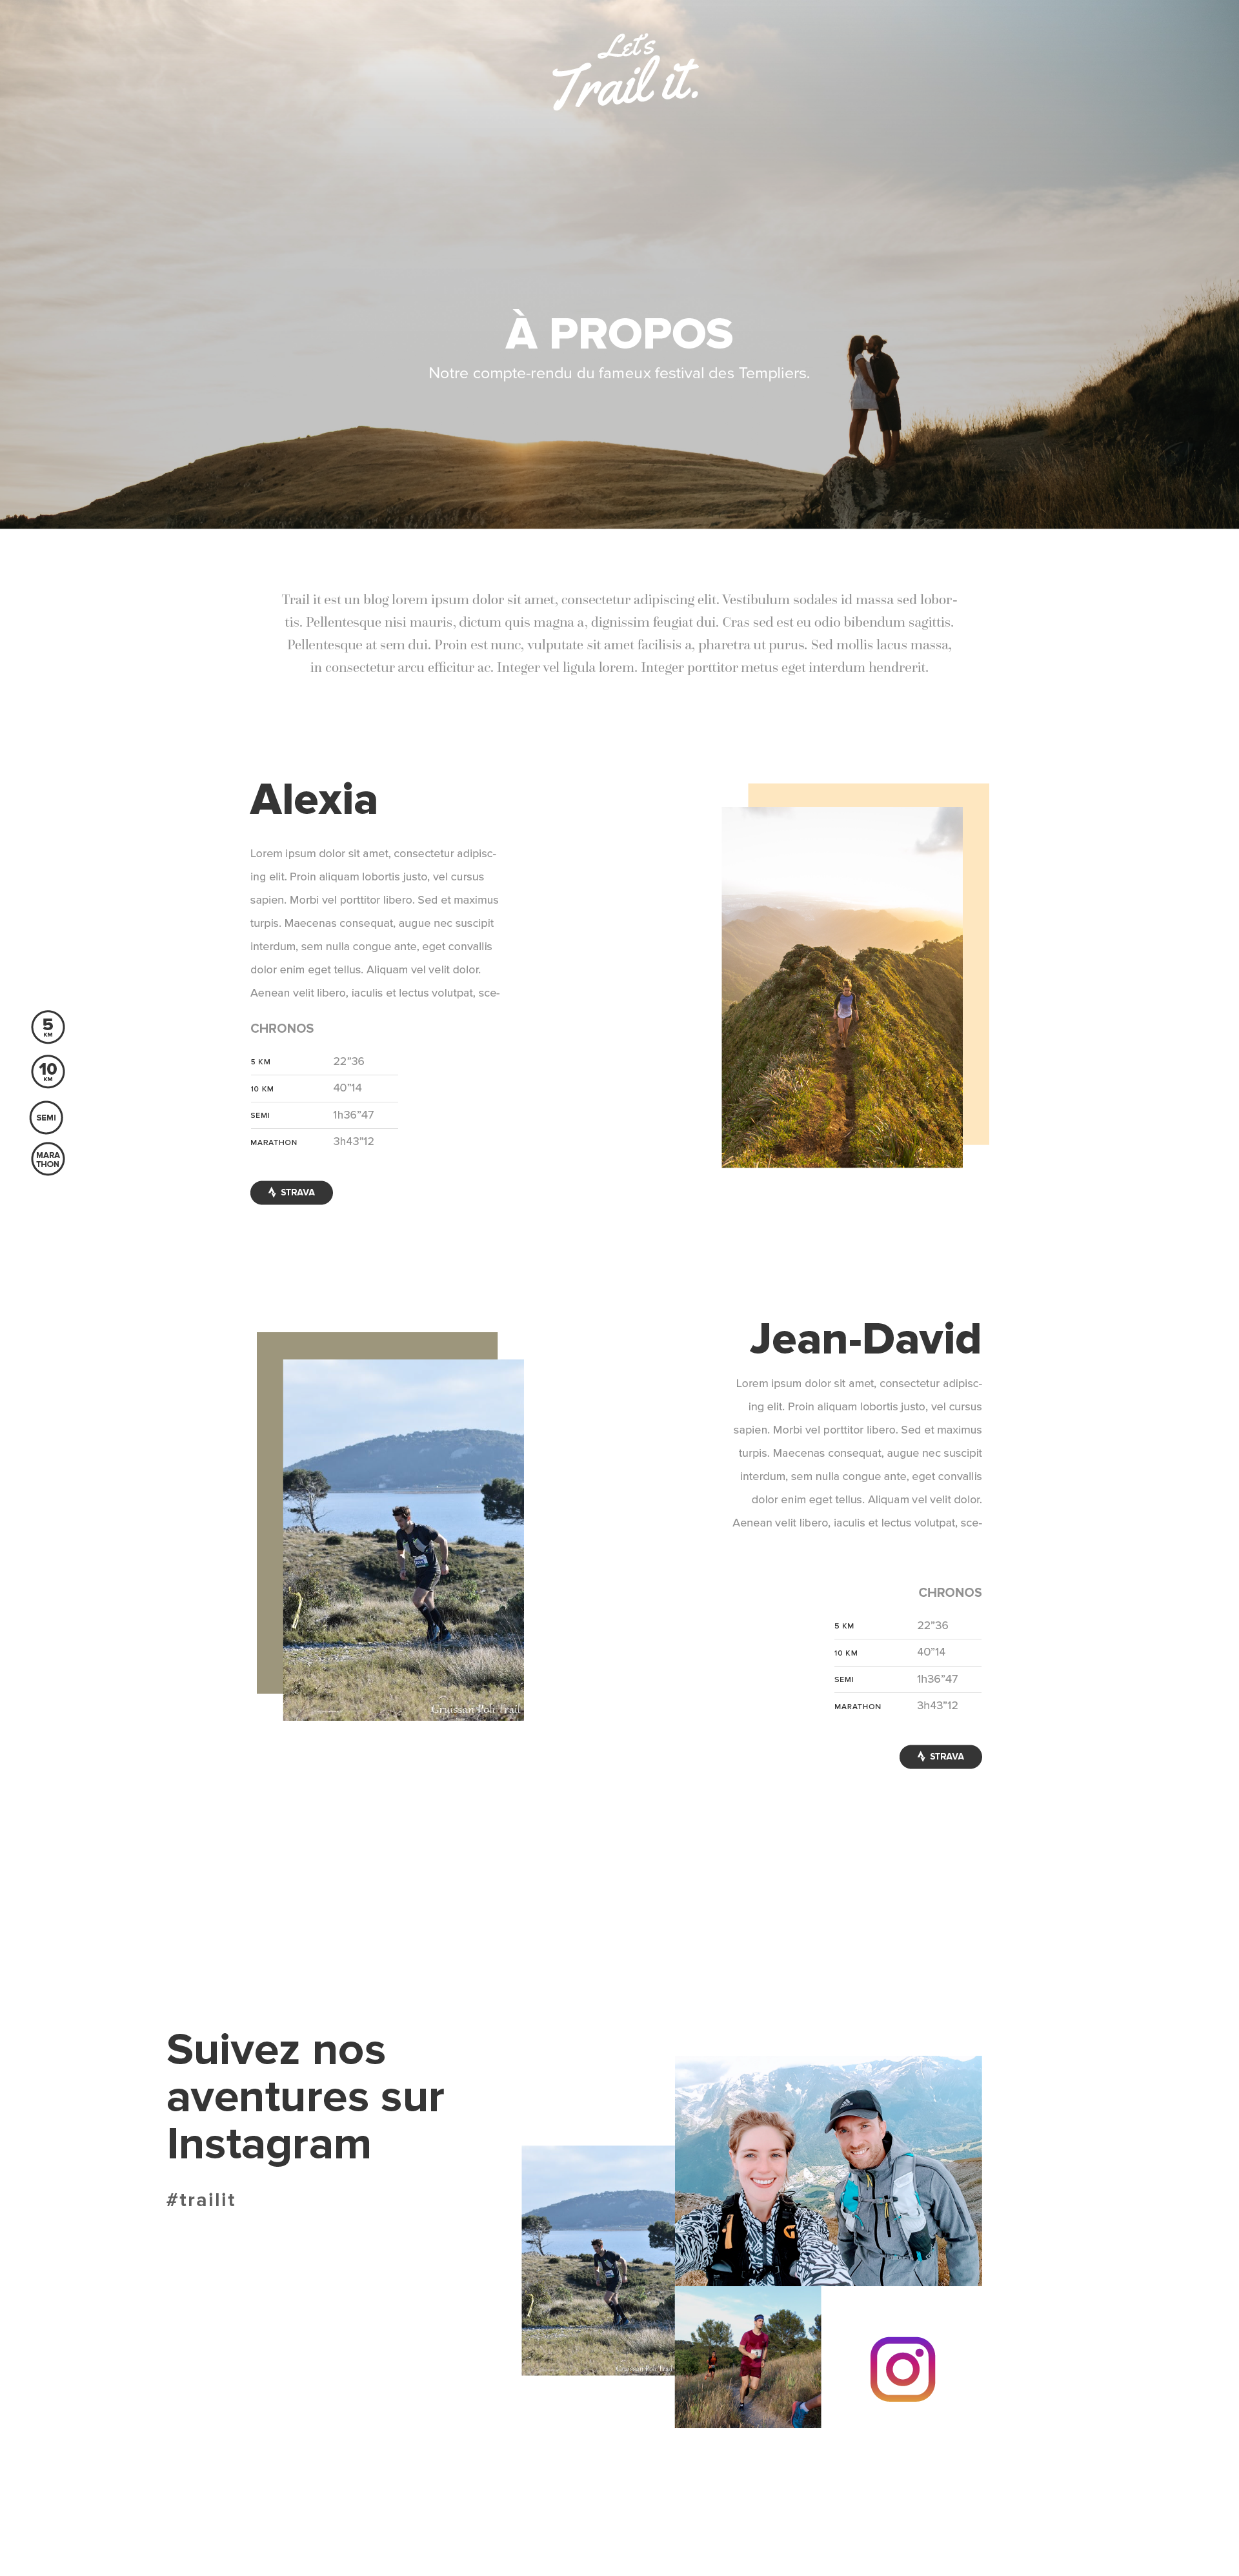 Let's
Trail it.
À PROPOS
Notre compte-rendu du fameux festival des Templiers.
Trail it est un blog lorem ipsum dolor sit amet, consectetur adipiscing elit. Vestibulum sodales id massa sed lobor-
tis. Pellentesque nisi mauris, dictum quis magna a, dignissim feugiat dui. Cras sed est eu odio bibendum sagittis.
Pellentesque at sem dui. Proin est nunc, vulputate sit amet facilisis a, pharetra ut purus. Sed mollis lacus massa,
in consectetur arcu efficitur ac. Integer vel ligula lorem. Integer porttitor metus eget interdum hendrerit.
Alexia
Lorem ipsum dolor sit amet, consectetur adipisc-
ing elit. Proin aliquam lobortis justo, vel cursus
sapien. Morbi vel porttitor libero. Sed et maximus
turpis. Maecenas consequat, augue nec suscipit
interdum, sem nulla congue ante, eget convallis
dolor enim eget tellus. Aliquam vel velit dolor.
Aenean velit libero, iaculis et lectus volutpat, sce-
5
KM
10
KM
SEMI
MARA
THON
CHRONOS
5 KM 22"36
10 KM 40"14
SEMI 1h36"47
MARATHON 3h43"12
STRAVA
Jean-David
Lorem ipsum dolor sit amet, consectetur adipisc-
ing elit. Proin aliquam lobortis justo, vel cursus
sapien. Morbi vel porttitor libero. Sed et maximus
turpis. Maecenas consequat, augue nec suscipit
interdum, sem nulla congue ante, eget convallis
dolor enim eget tellus. Aliquam vel velit dolor.
Aenean velit libero, iaculis et lectus volutpat, sce-
Gruissan Poli Trail
CHRONOS
5 KM 22"36
10 KM 40"14
SEMI 1h36"47
MARATHON 3h43"12
STRAVA
Suivez nos
aventures sur
Instagram
#trailit
Gruissan Poli Trail